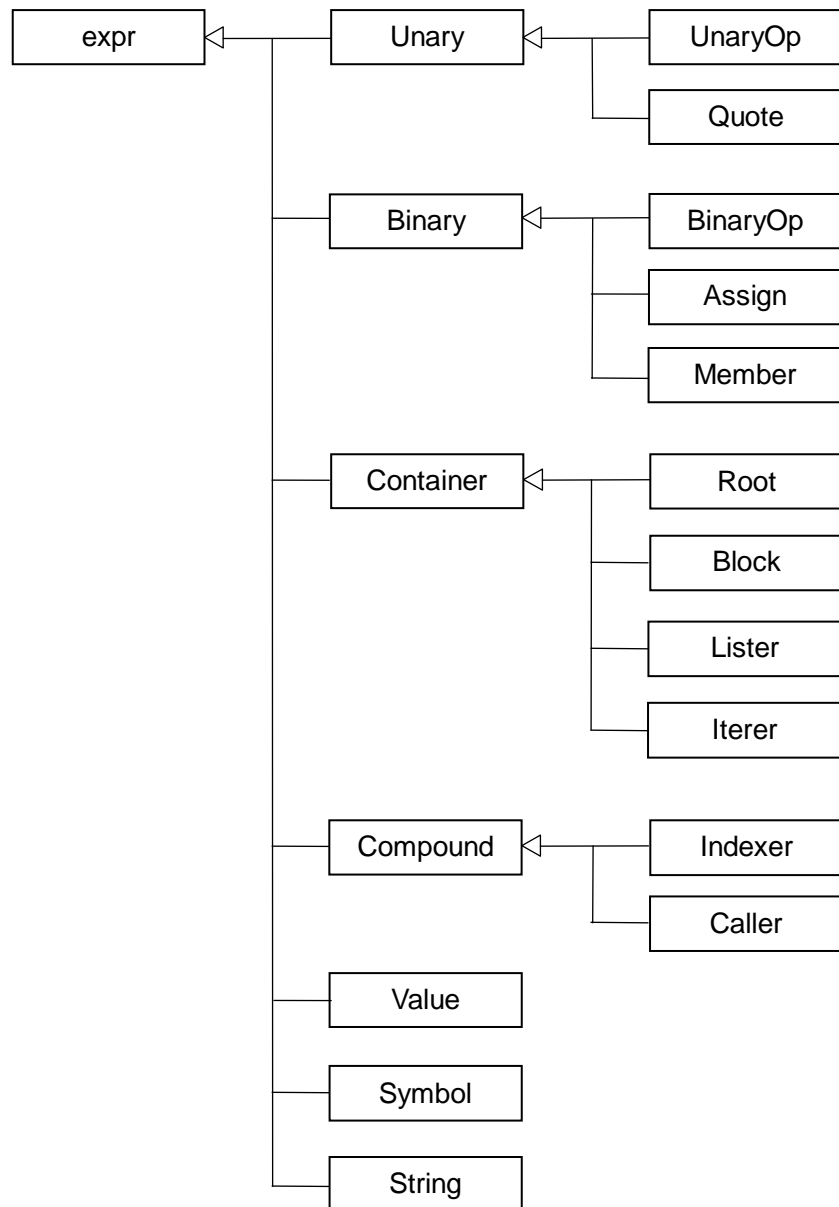 expr
Unary
UnaryOp
Quote
Binary
BinaryOp
Assign
Member
Container
Root
Block
Lister
Iterer
Compound
Indexer
Caller
Value
Symbol
String